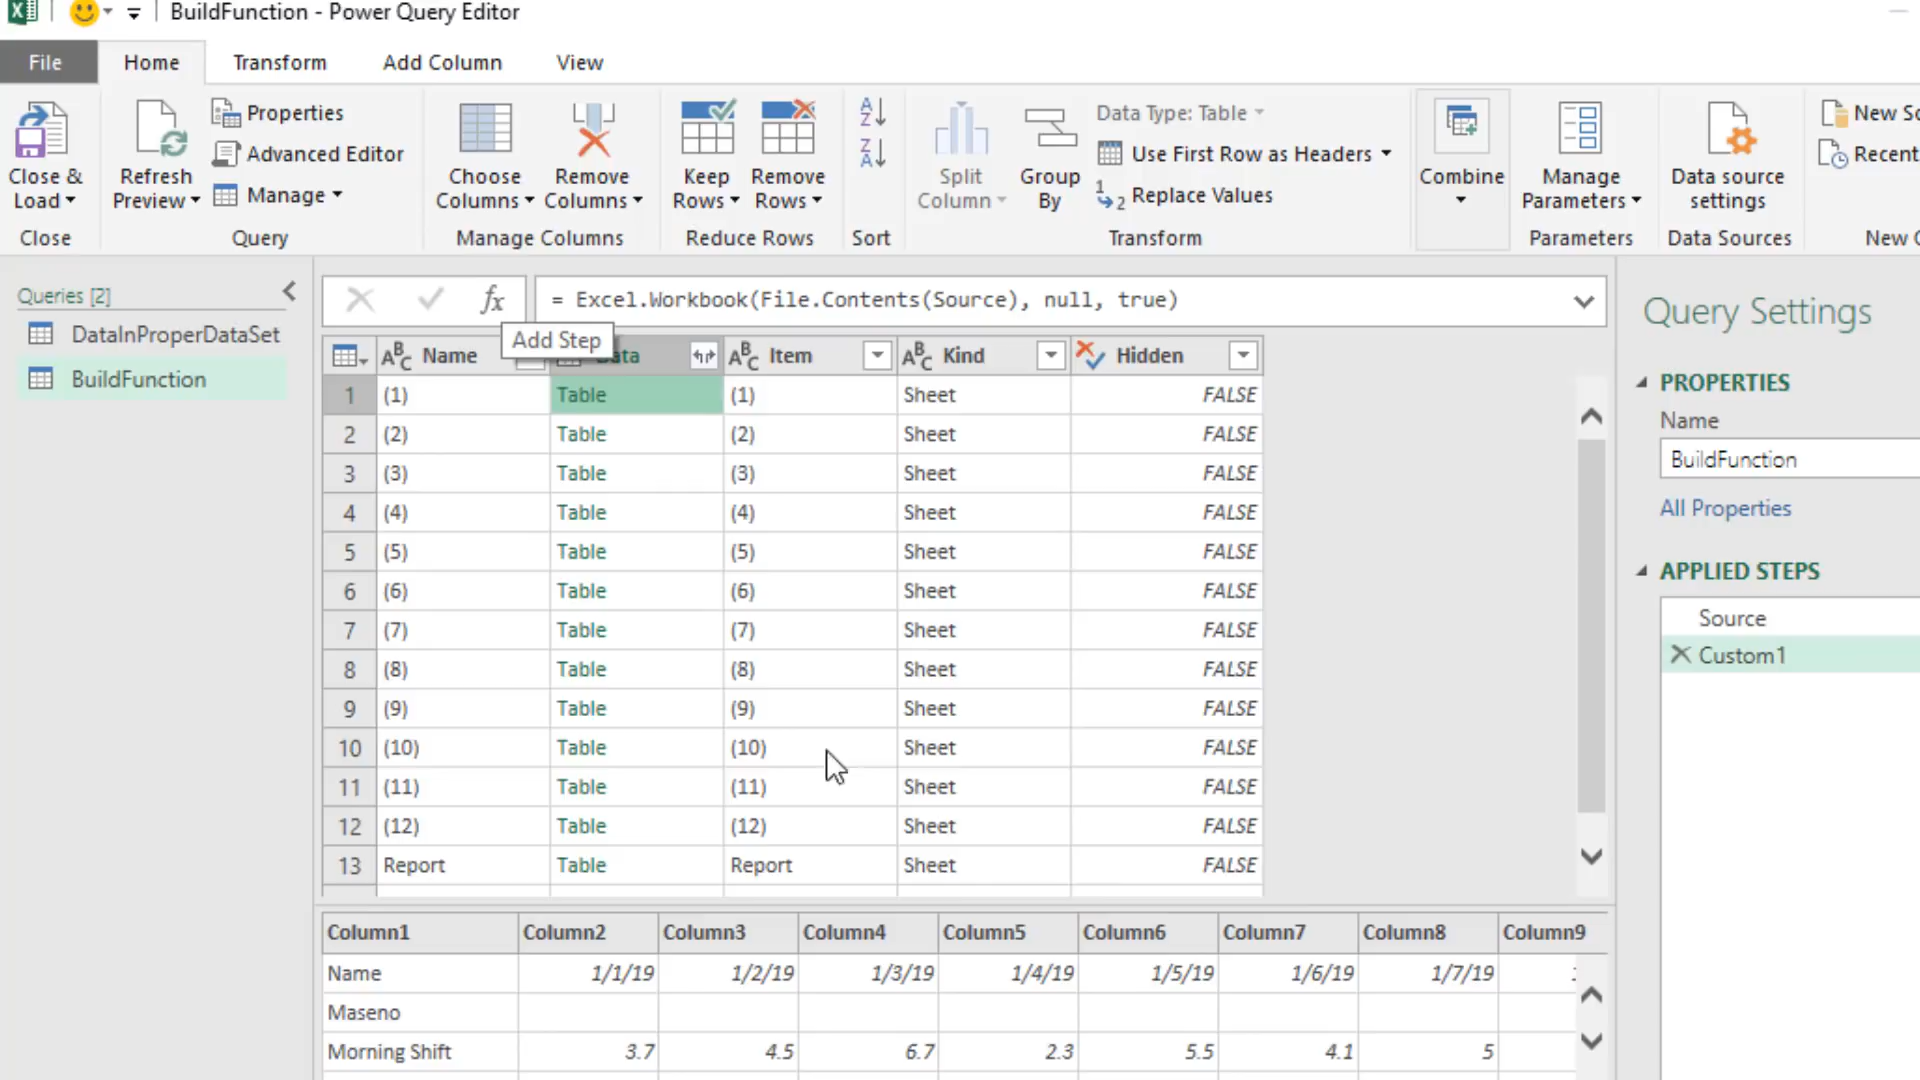 BuildFunction - Power Query Editor
File Home Transform Add Column View
Close & Load
Refresh Preview
Properties
Advanced Editor
Manage
Choose Columns
Remove Columns
Keep Rows
Remove Rows
Split Column
Group By
Data Type: Table
Use First Row as Headers
Replace Values
Combine
Manage Parameters
Data source settings
New
Recent
Close Query Manage Columns Reduce Rows Sort Transform Parameters Data Sources New
Queries [2]
DataInProperDataSet
BuildFunction
fx = Excel.Workbook(File.Contents(Source), null, true)
Add Step
Name Item Kind Hidden
1 (1) Table (1) Sheet FALSE
2 (2) Table (2) Sheet FALSE
3 (3) Table (3) Sheet FALSE
4 (4) Table (4) Sheet FALSE
5 (5) Table (5) Sheet FALSE
6 (6) Table (6) Sheet FALSE
7 (7) Table (7) Sheet FALSE
8 (8) Table (8) Sheet FALSE
9 (9) Table (9) Sheet FALSE
10 (10) Table (10) Sheet FALSE
11 (11) Table (11) Sheet FALSE
12 (12) Table (12) Sheet FALSE
13 Report Table Report Sheet FALSE
Column1 Column2 Column3 Column4 Column5 Column6 Column7 Column8 Column9
Name 1/1/19 1/2/19 1/3/19 1/4/19 1/5/19 1/6/19 1/7/19
Maseno
Morning Shift 3.7 4.5 6.7 2.3 5.5 4.1 5
Query Settings
PROPERTIES
Name
BuildFunction
All Properties
APPLIED STEPS
Source
Custom1